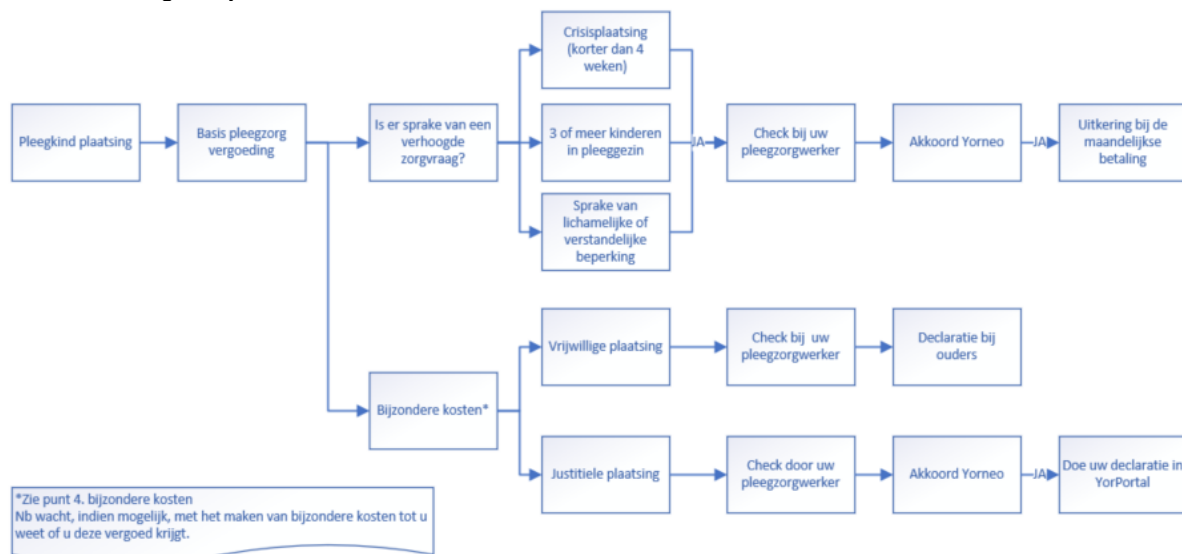 Crisisplaatsing
(korter dan 4
weken)
Pleegkind plaatsing
Basis pleegzorg
vergoeding
Is er sprake van een
verhoogde
zorgvraag?
3 of meer kinderen
in pleeggezin
JA
Check bij uw
pleegzorgwerker
Akkoord Yorneo
JA
Uitkering bij de
maandelijkse
betaling
Sprake van
lichamelijke of
verstandelijke
beperking
Vrijwillige plaatsing
Check bij uw
pleegzorgwerker
Declaratie bij
ouders
Bijzondere kosten*
Justitiele plaatsing
Check door uw
pleegzorgwerker
Akkoord Yorneo
JA
Doe uw declaratie in
YorPortal
*Zie punt 4. bijzondere kosten
Nb wacht, indien mogelijk, met het maken van bijzondere kosten tot u
weet of u deze vergoed krijgt.